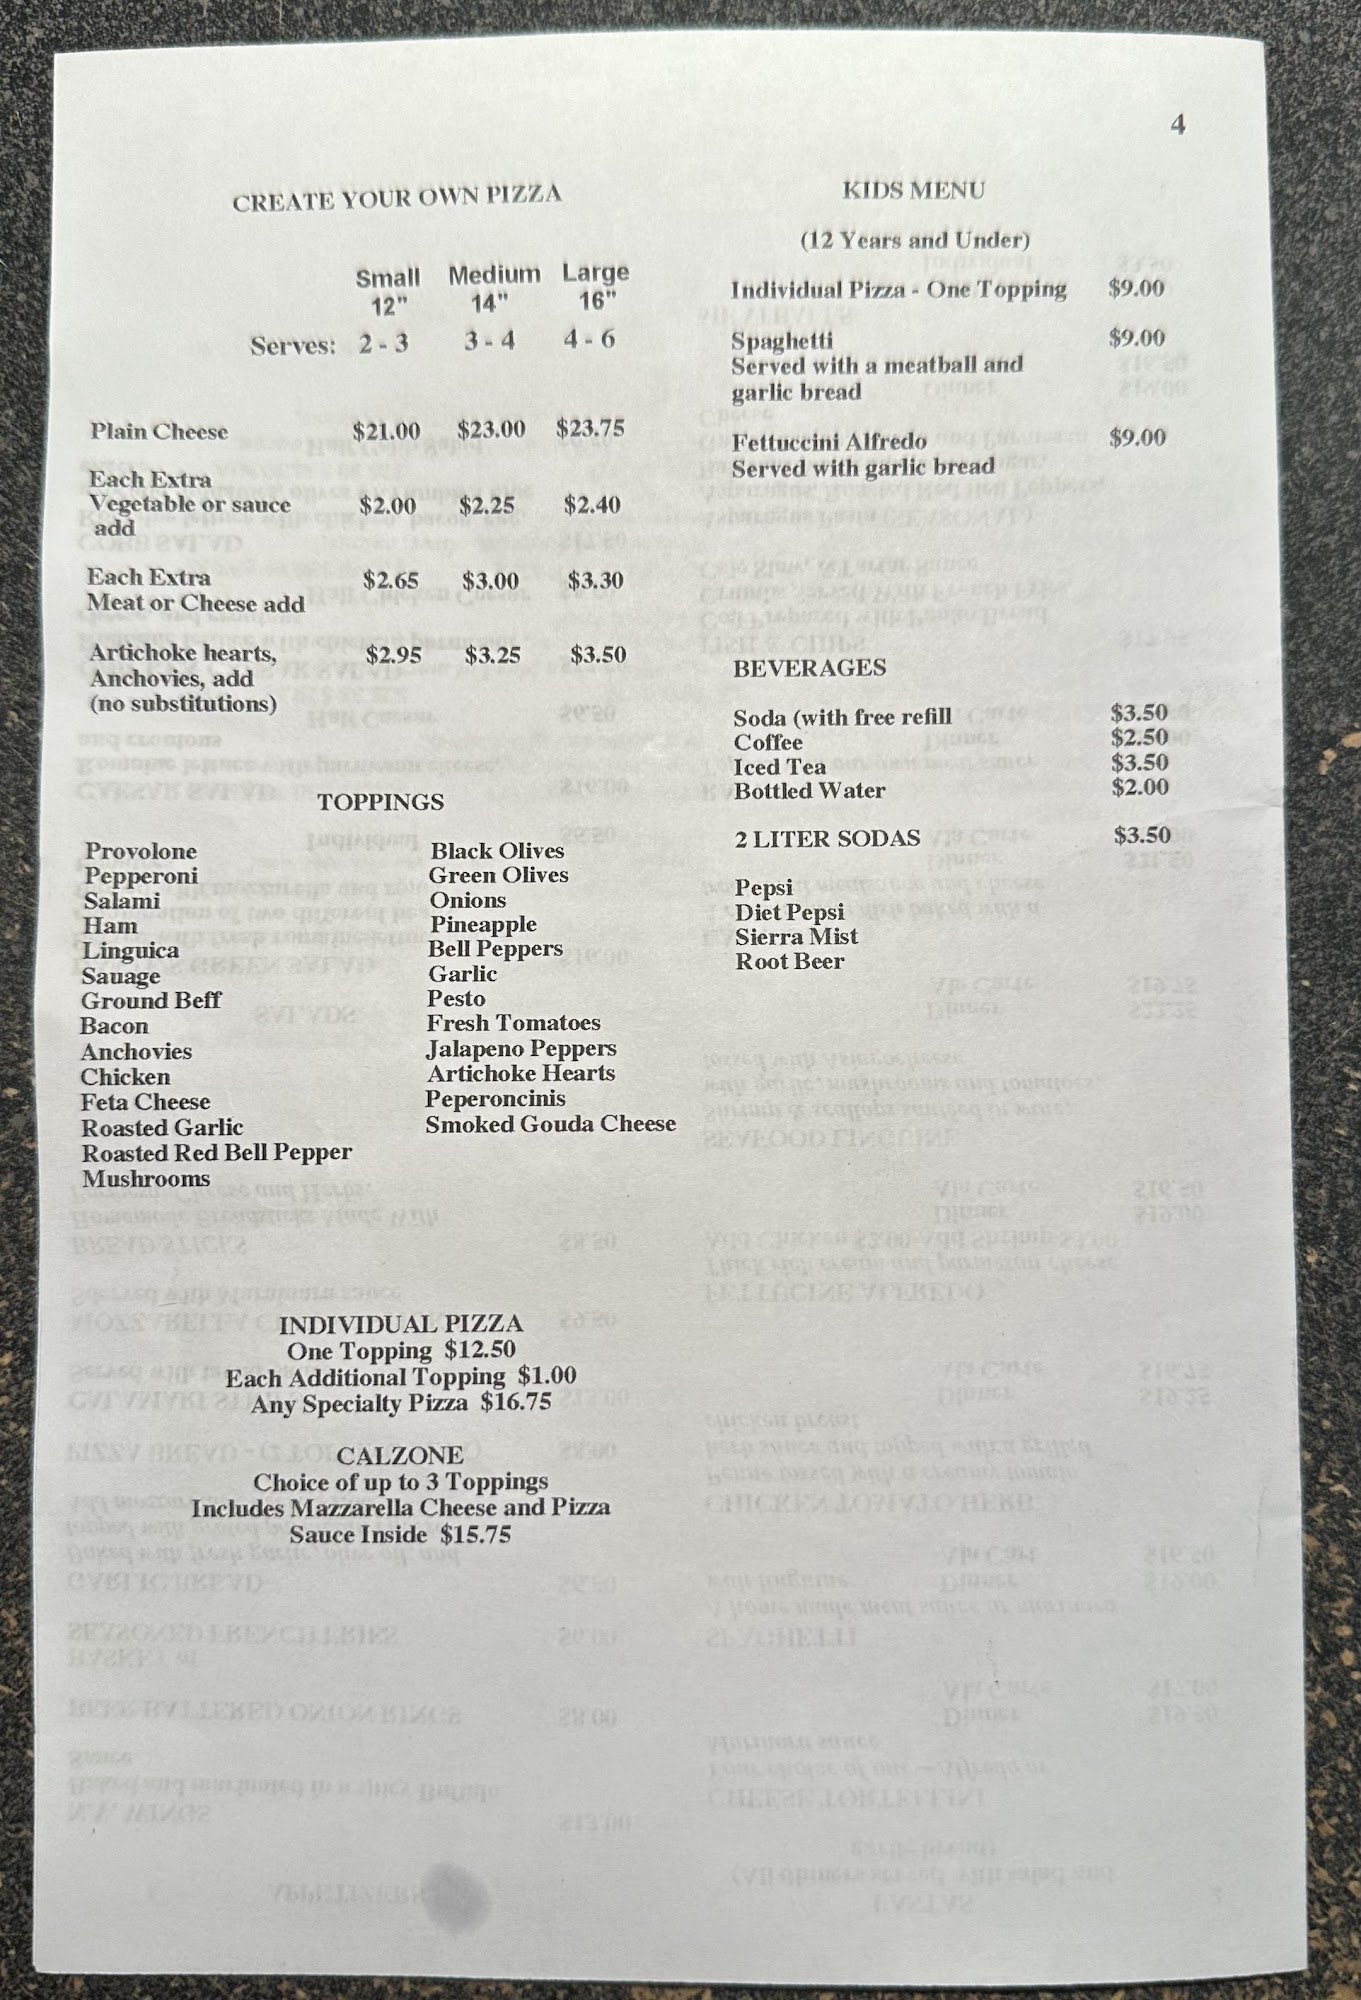 4
CREATE YOUR OWN PIZZA
Small Medium Large
12" 14" 16"
Serves: 2 - 3 3 - 4 4 - 6
Plain Cheese $21.00 $23.00 $23.75
Each Extra
Vegetable or sauce $2.00 $2.25 $2.40
add
Each Extra $2.65 $3.00 $3.30
Meat or Cheese add
Artichoke hearts, $2.95 $3.25 $3.50
Anchovies, add
(no substitutions)
TOPPINGS
Provolone
Pepperoni
Salami
Ham
Linguica
Sauage
Ground Beff
Bacon
Anchovies
Chicken
Feta Cheese
Roasted Garlic
Roasted Red Bell Pepper
Mushrooms
Black Olives
Green Olives
Onions
Pineapple
Bell Peppers
Garlic
Pesto
Fresh Tomatoes
Jalapeno Peppers
Artichoke Hearts
Peperoncinis
Smoked Gouda Cheese
INDIVIDUAL PIZZA
One Topping $12.50
Each Additional Topping $1.00
Any Specialty Pizza $16.75
CALZONE
Choice of up to 3 Toppings
Includes Mazzarella Cheese and Pizza
Sauce Inside $15.75
KIDS MENU
(12 Years and Under)
Individual Pizza - One Topping $9.00
Spaghetti $9.00
Served with a meatball and
garlic bread
Fettuccini Alfredo $9.00
Served with garlic bread
BEVERAGES
Soda (with free refill $3.50
Coffee $2.50
Iced Tea $3.50
Bottled Water $2.00
2 LITER SODAS $3.50
Pepsi
Diet Pepsi
Sierra Mist
Root Beer